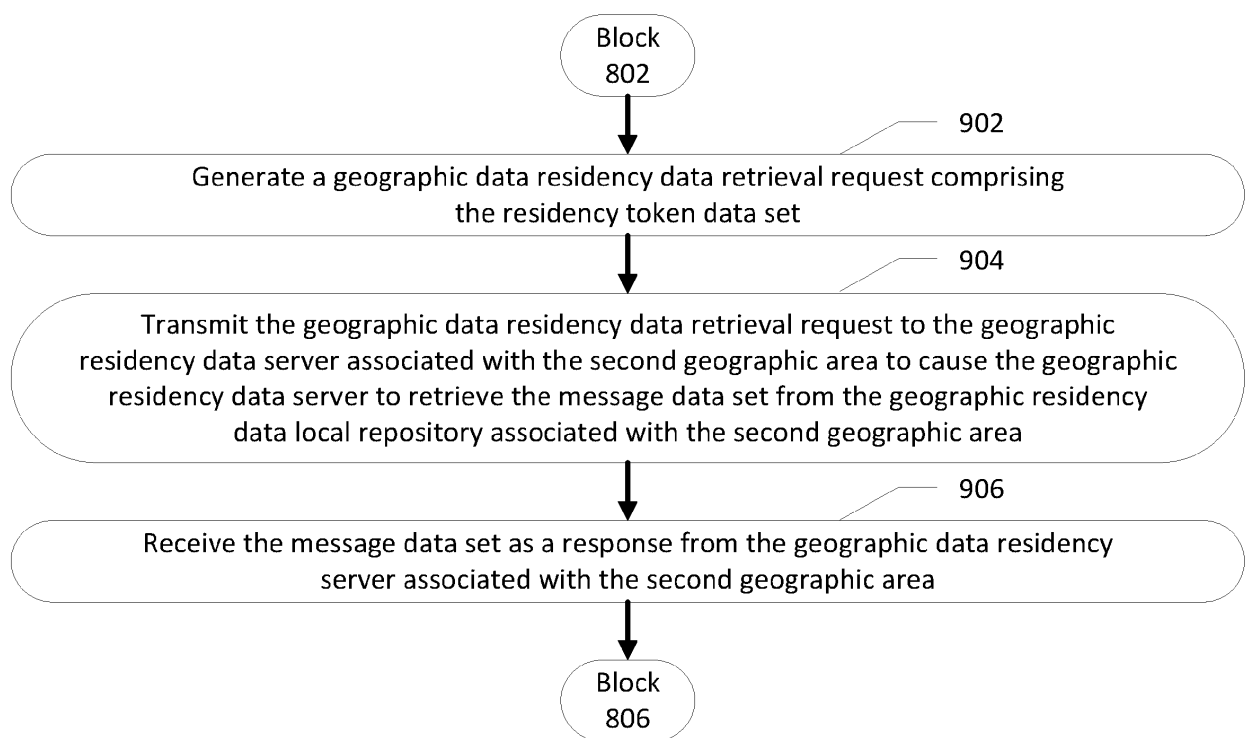 Block
802
902
Generate a geographic data residency data retrieval request comprising
the residency token data set
904
Transmit the geographic data residency data retrieval request to the geographic
residency data server associated with the second geographic area to cause the geographic
residency data server to retrieve the message data set from the geographic residency
data local repository associated with the second geographic area
906
Receive the message data set as a response from the geographic data residency
server associated with the second geographic area
Block
806